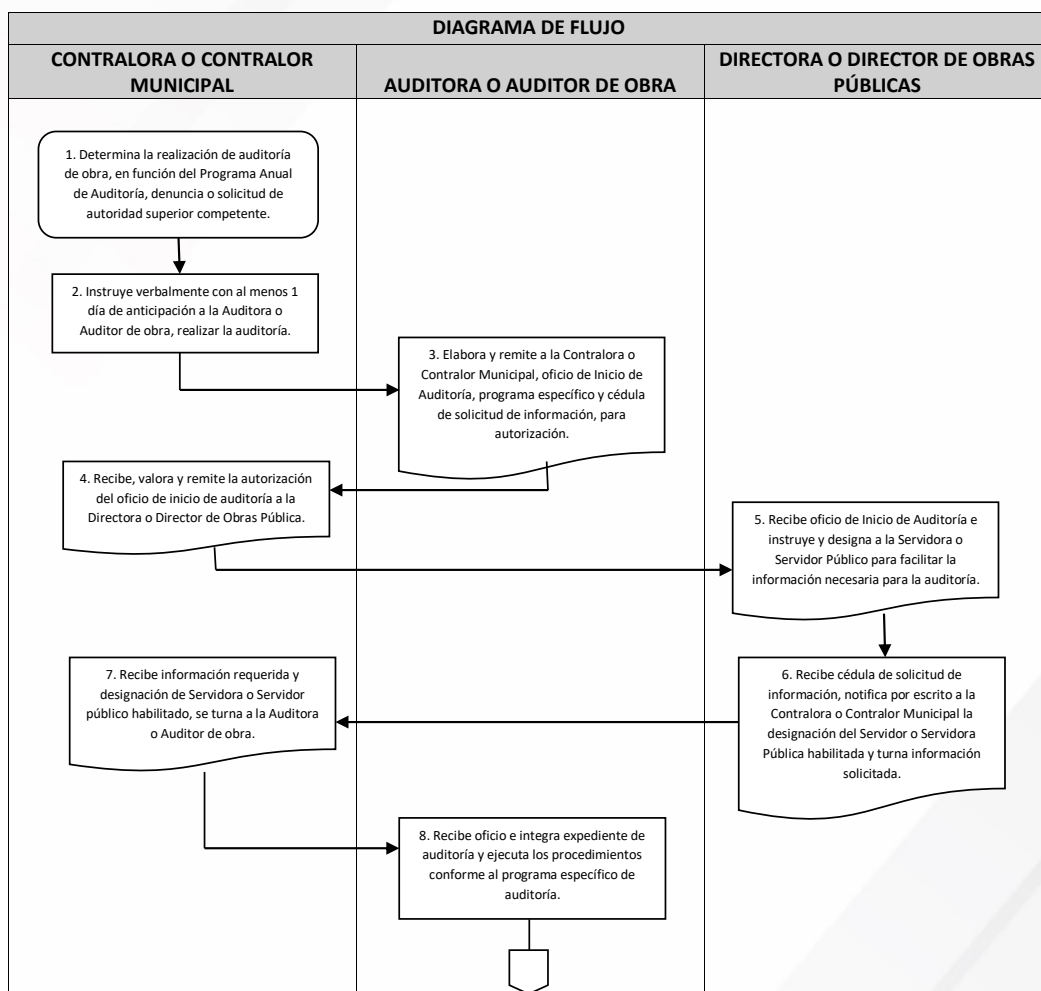 DIAGRAMA DE FLUJO
CONTRALORA O CONTRALOR
MUNICIPAL
AUDITORA O AUDITOR DE OBRA
DIRECTORA O DIRECTOR DE OBRAS
PÚBLICAS
1. Determina la realización de auditoría
de obra, en función del Programa Anual
de Auditoría, denuncia o solicitud de
autoridad superior competente.
2. Instruye verbalmente con al menos 1
día de anticipación a la Auditora o
Auditor de obra, realizar la auditoría.
3. Elabora y remite a la Contralora o
Contralor Municipal, oficio de Inicio de
Auditoría, programa específico y cédula
de solicitud de información, para
autorización.
4. Recibe, valora y remite la autorización
del oficio de inicio de auditoría a la
Directora o Director de Obras Pública.
5. Recibe oficio de Inicio de Auditoría e
instruye y designa a la Servidora o
Servidor Público para facilitar la
información necesaria para la auditoría.
6. Recibe cédula de solicitud de
información, notifica por escrito a la
Contralora o Contralor Municipal la
designación del Servidor o Servidora
Pública habilitada y turna información
solicitada.
7. Recibe información requerida y
designación de Servidora o Servidor
público habilitado, se turna a la Auditora
o Auditor de obra.
8. Recibe oficio e integra expediente de
auditoría y ejecuta los procedimientos
conforme al programa específico de
auditoría.